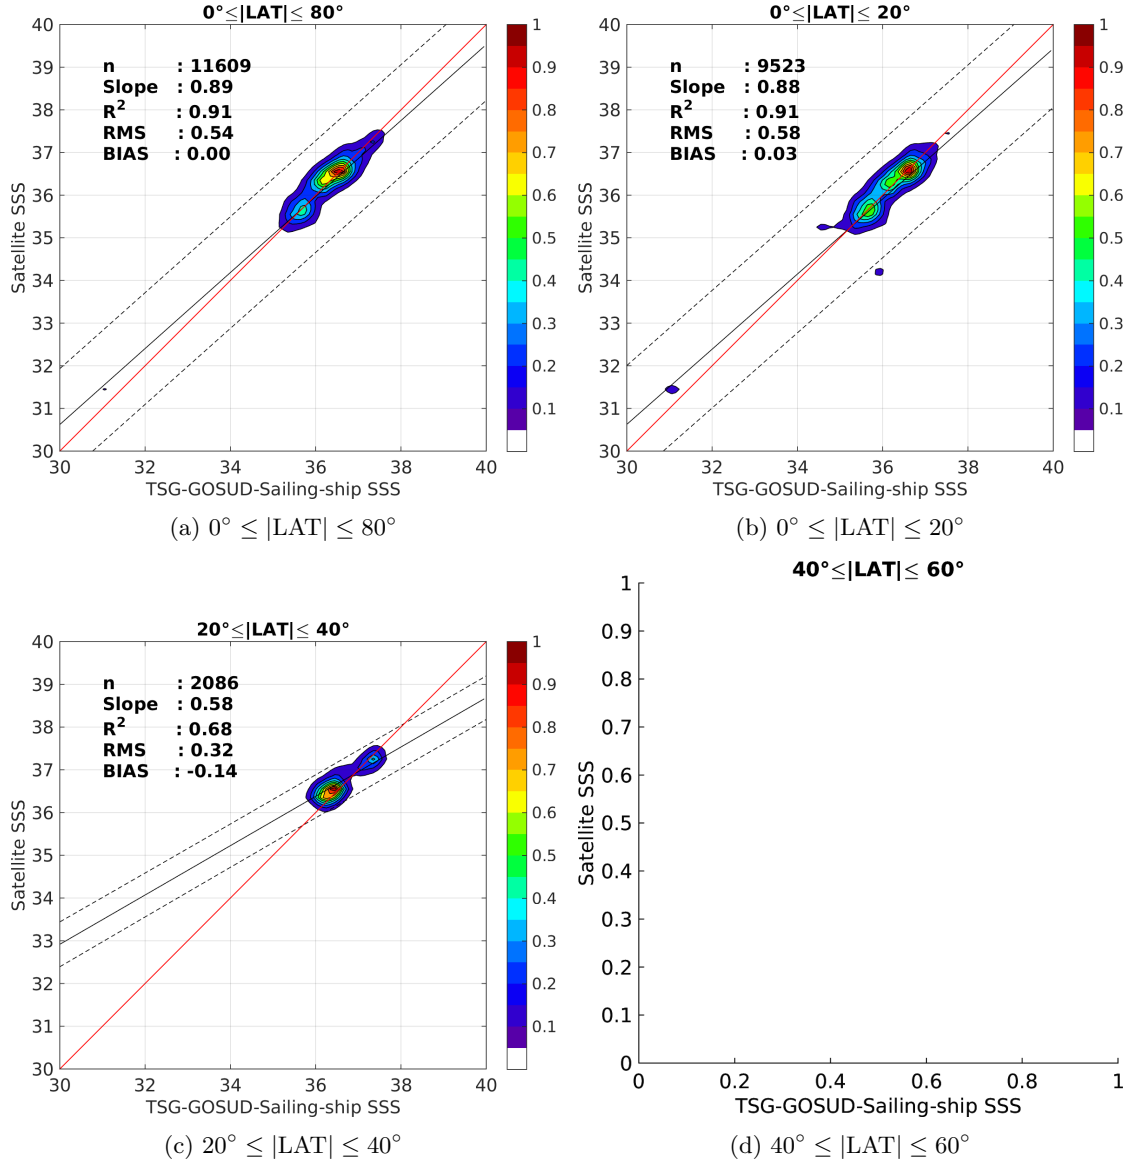 0°≤|LAT|≤ 80°
n : 11609
Slope : 0.89
R² : 0.91
RMS : 0.54
BIAS : 0.00
Satellite SSS
40
39
38
37
36
35
34
33
32
31
30
30 32 34 36 38 40
TSG-GOSUD-Sailing-ship SSS
1
0.9
0.8
0.7
0.6
0.5
0.4
0.3
0.2
0.1
(a) 0° ≤ |LAT| ≤ 80°
0°≤|LAT|≤ 20°
n : 9523
Slope : 0.88
R² : 0.91
RMS : 0.58
BIAS : 0.03
Satellite SSS
40
39
38
37
36
35
34
33
32
31
30
30 32 34 36 38 40
TSG-GOSUD-Sailing-ship SSS
1
0.9
0.8
0.7
0.6
0.5
0.4
0.3
0.2
0.1
(b) 0° ≤ |LAT| ≤ 20°
20°≤|LAT|≤ 40°
n : 2086
Slope : 0.58
R² : 0.68
RMS : 0.32
BIAS : -0.14
Satellite SSS
40
39
38
37
36
35
34
33
32
31
30
30 32 34 36 38 40
TSG-GOSUD-Sailing-ship SSS
1
0.9
0.8
0.7
0.6
0.5
0.4
0.3
0.2
0.1
(c) 20° ≤ |LAT| ≤ 40°
40°≤|LAT|≤ 60°
Satellite SSS
1
0.9
0.8
0.7
0.6
0.5
0.4
0.3
0.2
0.1
0
0 0.2 0.4 0.6 0.8 1
TSG-GOSUD-Sailing-ship SSS
(d) 40° ≤ |LAT| ≤ 60°